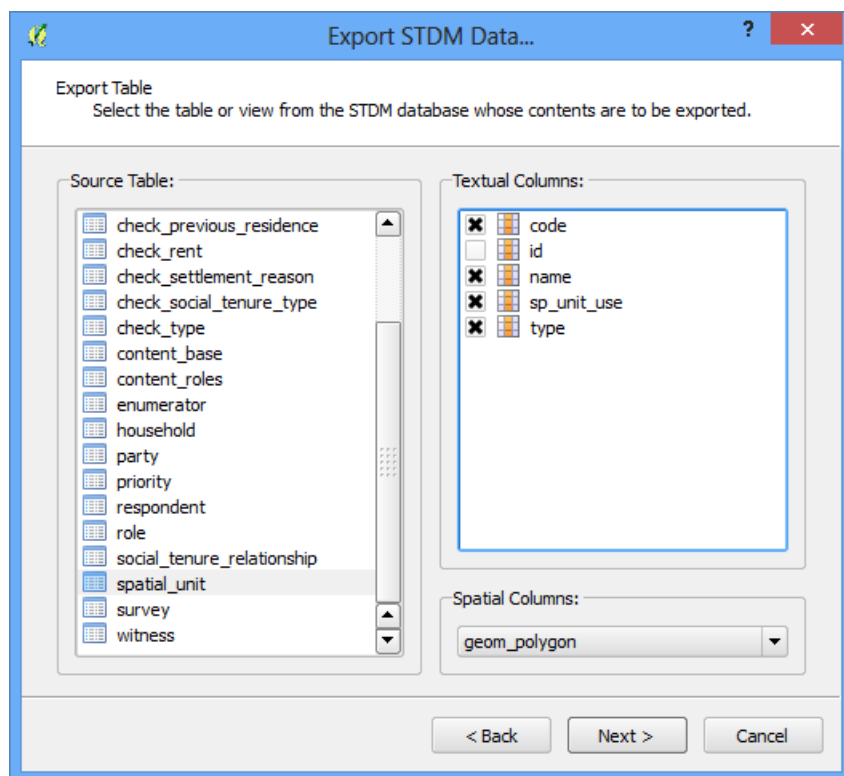 Export STDM Data...
?
×
Export Table
Select the table or view from the STDM database whose contents are to be exported.
Source Table:
check_previous_residence
check_rent
check_settlement_reason
check_social_tenure_type
check_type
content_base
content_roles
enumerator
household
party
priority
respondent
role
social_tenure_relationship
spatial_unit
survey
witness
Textual Columns:
code
id
name
sp_unit_use
type
Spatial Columns:
geom_polygon
< Back
Next >
Cancel